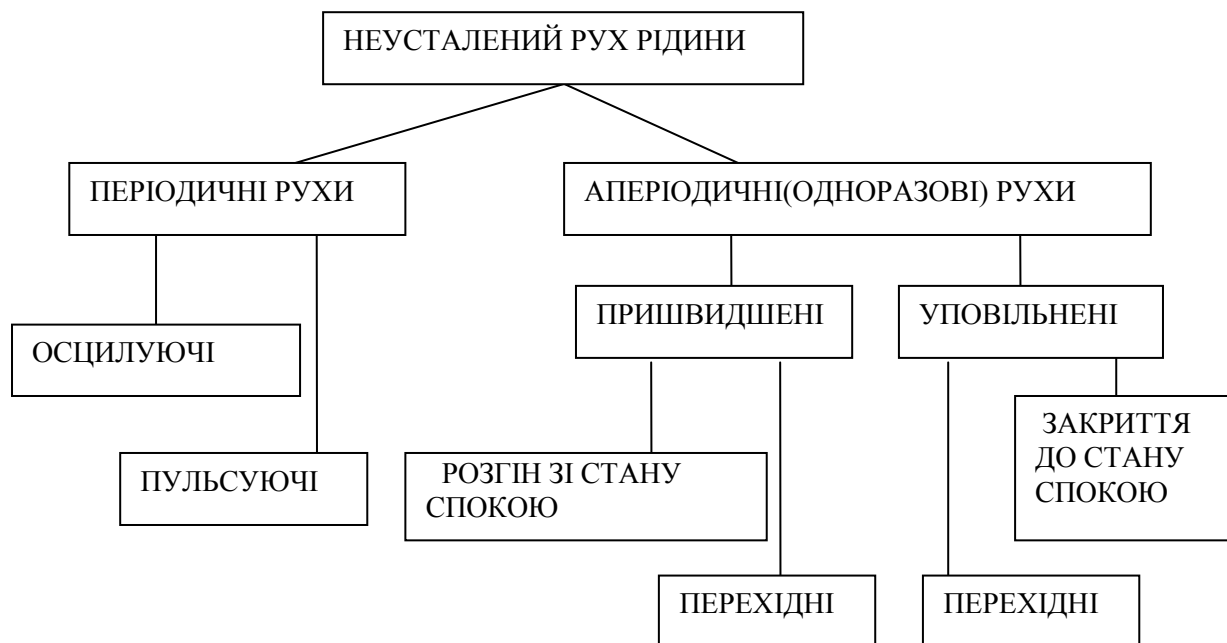 НЕУСТАЛЕНИЙ РУХ РІДИНИ
ПЕРІОДИЧНІ РУХИ
АПЕРІОДИЧНІ(ОДНОРАЗОВІ) РУХИ
ПРИШВИДШЕНІ
УПОВІЛЬНЕНІ
ОСЦИЛУЮЧІ
ЗАКРИТТЯ
ДО СТАНУ
СПОКОЮ
ПУЛЬСУЮЧІ
РОЗГІН ЗІ СТАНУ
СПОКОЮ
ПЕРЕХІДНІ
ПЕРЕХІДНІ